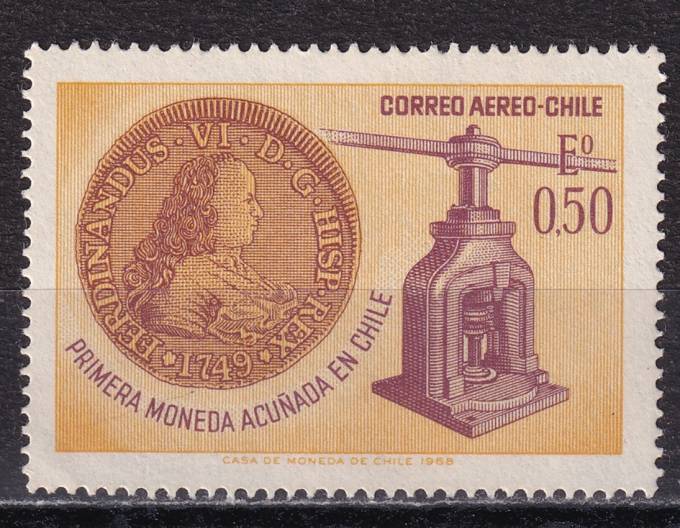 CORREO AEREO-CHILE
Eº
0,50
FERDINANDUS · VI · D · G · HISP · REX ·
*1749*
PRIMERA MONEDA ACUÑADA EN CHILE
CASA DE MONEDA DE CHILE 1968